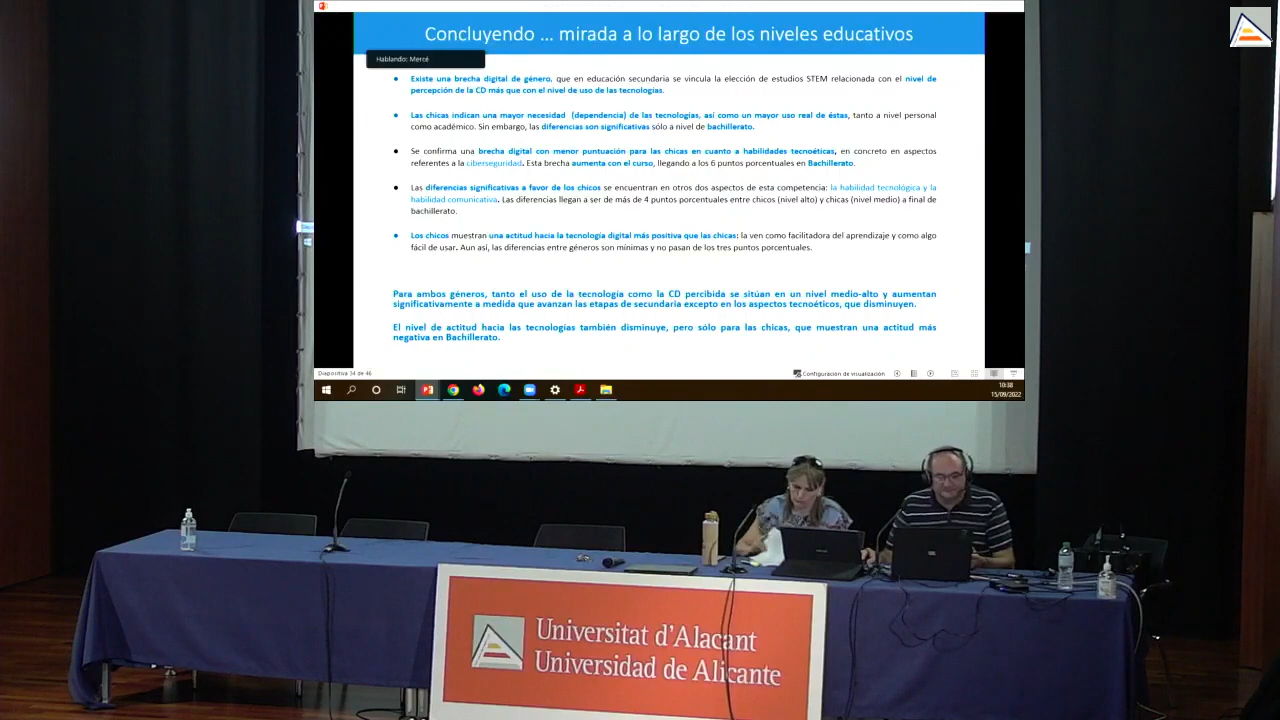 Concluyendo ... mirada a lo largo de los niveles educativos
Hablando: Mercé
Existe una brecha digital de género, que en educación secundaria se vincula la elección de estudios STEM relacionada con el nivel de
percepción de la CD más que con el nivel de uso de las tecnologías.
Las chicas indican una mayor necesidad (dependencia) de las tecnologías, así como un mayor uso real de éstas, tanto a nivel personal
como académico. Sin embargo, las diferencias son significativas sólo a nivel de bachillerato.
Se confirma una brecha digital con menor puntuación para las chicas en cuanto a habilidades tecnoéticas, en concreto en aspectos
referentes a la ciberseguridad. Esta brecha aumenta con el curso, llegando a los 6 puntos porcentuales en Bachillerato.
Las diferencias significativas a favor de los chicos se encuentran en otros dos aspectos de esta competencia: la habilidad tecnológica y la
habilidad comunicativa. Las diferencias llegan a ser de más de 4 puntos porcentuales entre chicos (nivel alto) y chicas (nivel medio) a final de
bachillerato.
Los chicos muestran una actitud hacia la tecnología digital más positiva que las chicas: la ven como facilitadora del aprendizaje y como algo
fácil de usar. Aun así, las diferencias entre géneros son mínimas y no pasan de los tres puntos porcentuales.
Para ambos géneros, tanto el uso de la tecnología como la CD percibida se sitúan en un nivel medio-alto y aumentan
significativamente a medida que avanzan las etapas de secundaria excepto en los aspectos tecnoéticos, que disminuyen.
El nivel de actitud hacia las tecnologías también disminuye, pero sólo para las chicas, que muestran una actitud más
negativa en Bachillerato.
Diapositiva 34 de 46
Configuración de visualización
10:38
15/09/2022
Universitat d'Alacant
Universidad de Alicante